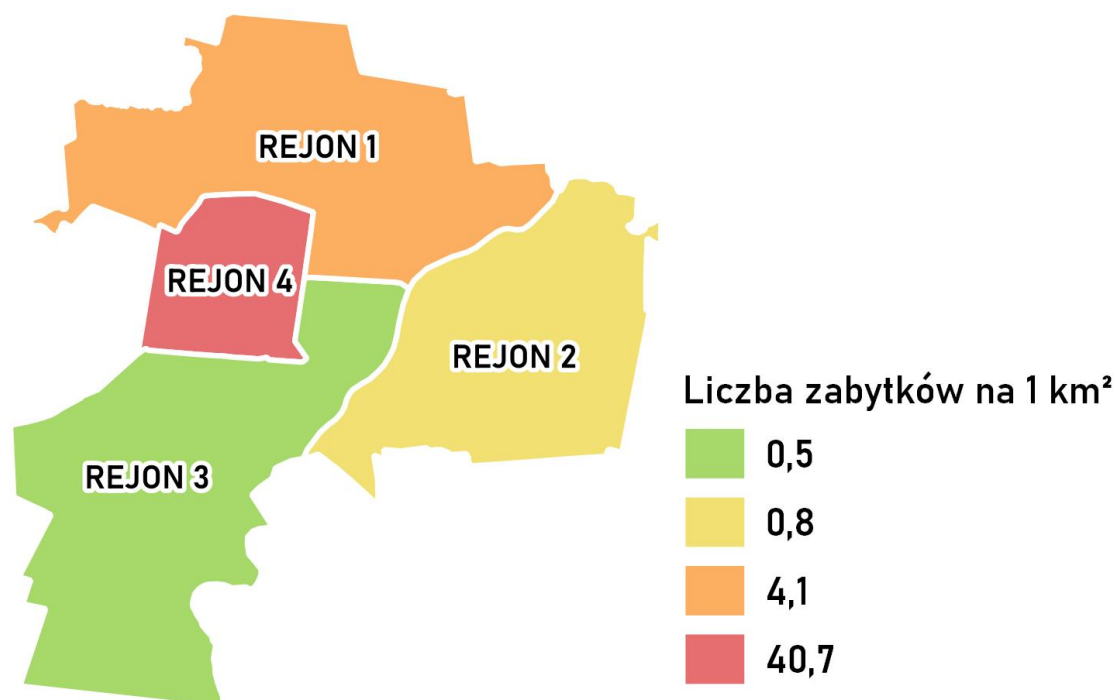 REJON 1
REJON 4
REJON 2
REJON 3
Liczba zabytków na 1 km²
0,5
0,8
4,1
40,7